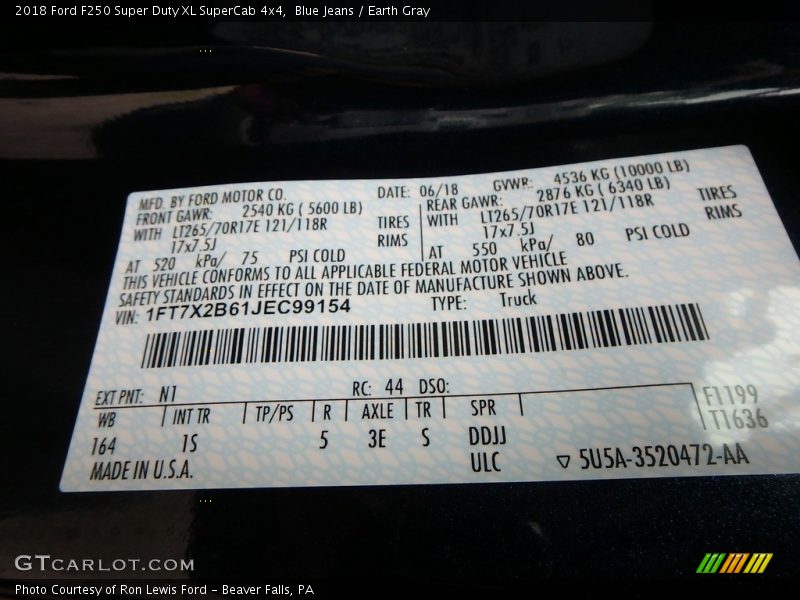 2018 Ford F250 Super Duty XL SuperCab 4x4,  Blue Jeans / Earth Gray
MFD. BY FORD MOTOR CO. DATE: 06/18 GVWR: 4536 KG (10000 LB)
FRONT GAWR: 2540 KG ( 5600 LB) REAR GAWR: 2876 KG ( 6340 LB)
WITH LT265/70R17E 121/118R TIRES WITH LT265/70R17E 121/118R TIRES
17x7.5J RIMS 17x7.5J RIMS
AT 520 kPa/ 75 PSI COLD AT 550 kPa/ 80 PSI COLD
THIS VEHICLE CONFORMS TO ALL APPLICABLE FEDERAL MOTOR VEHICLE
SAFETY STANDARDS IN EFFECT ON THE DATE OF MANUFACTURE SHOWN ABOVE.
VIN: 1FT7X2B61JEC99154 TYPE: Truck
EXT PNT: N1 RC: 44 DSO: F1199
WB INT TR TP/PS R AXLE TR SPR T1636
164 1S 5 3E S DDJJ
MADE IN U.S.A. ULC ▽ 5U5A-3520472-AA
GTCARLOT.COM
Photo Courtesy of Ron Lewis Ford - Beaver Falls, PA